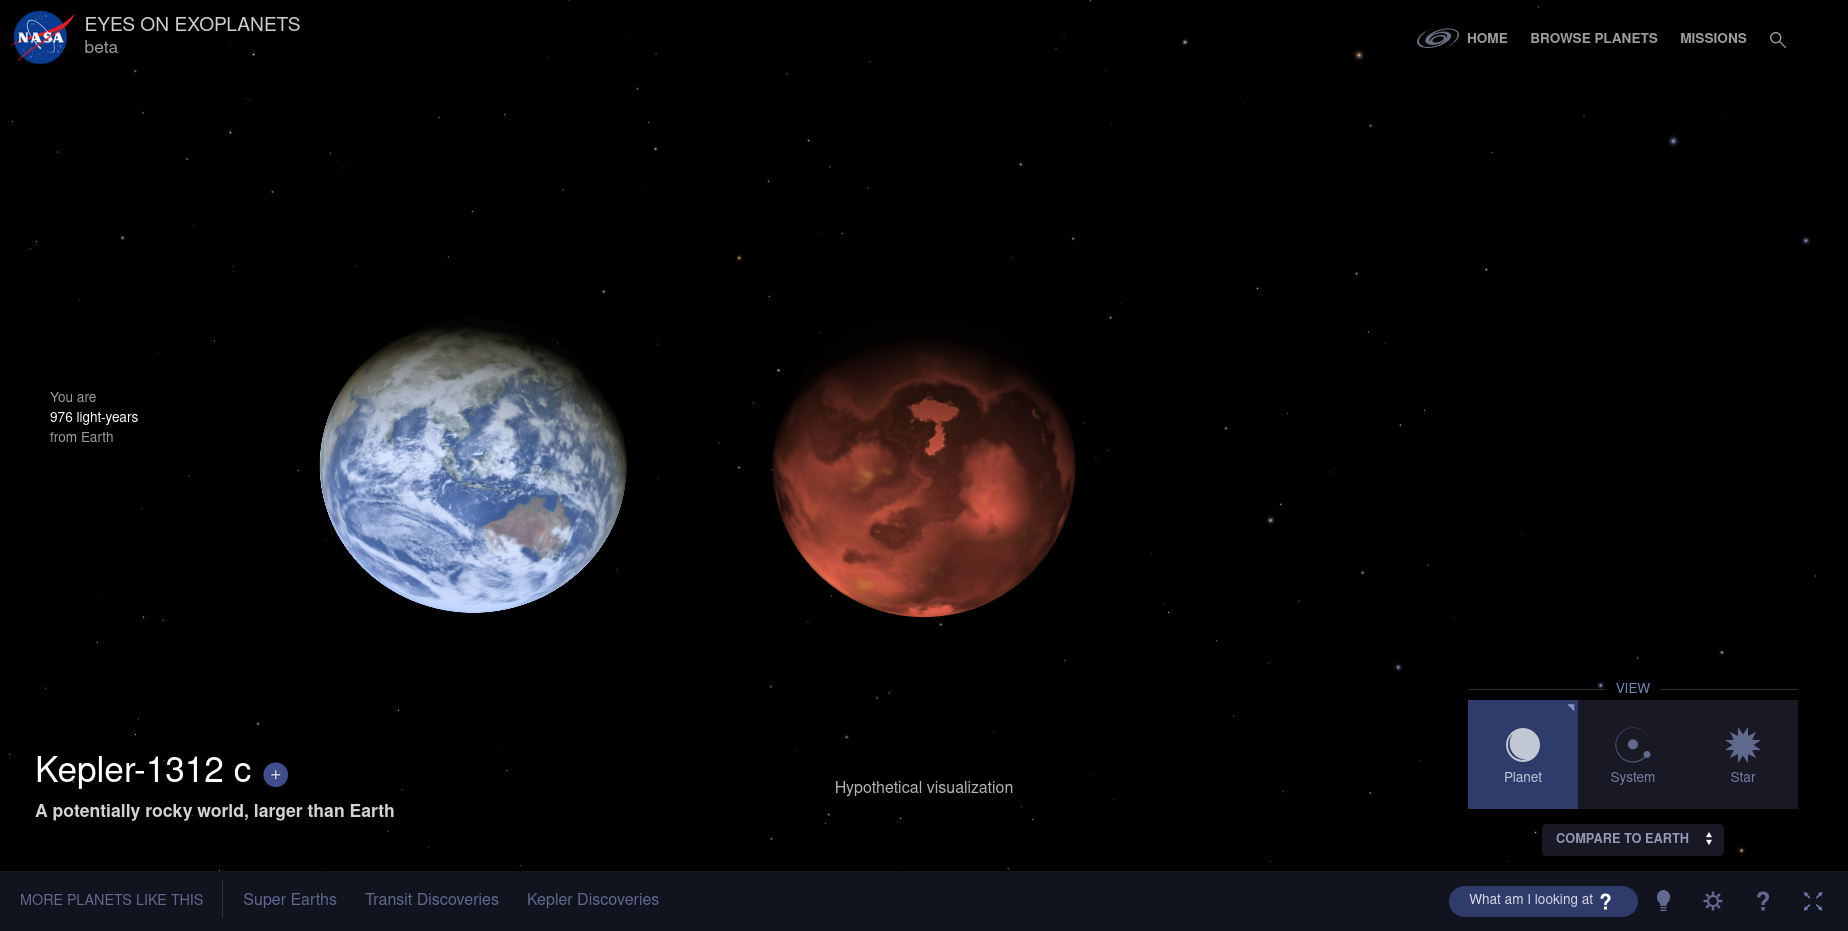 NASA
EYES ON EXOPLANETS
beta
HOME
BROWSE PLANETS
MISSIONS
You are
976 light-years
from Earth
Kepler-1312 c +
A potentially rocky world, larger than Earth
Hypothetical visualization
VIEW
Planet
System
Star
COMPARE TO EARTH
MORE PLANETS LIKE THIS
Super Earths
Transit Discoveries
Kepler Discoveries
What am I looking at ?
?